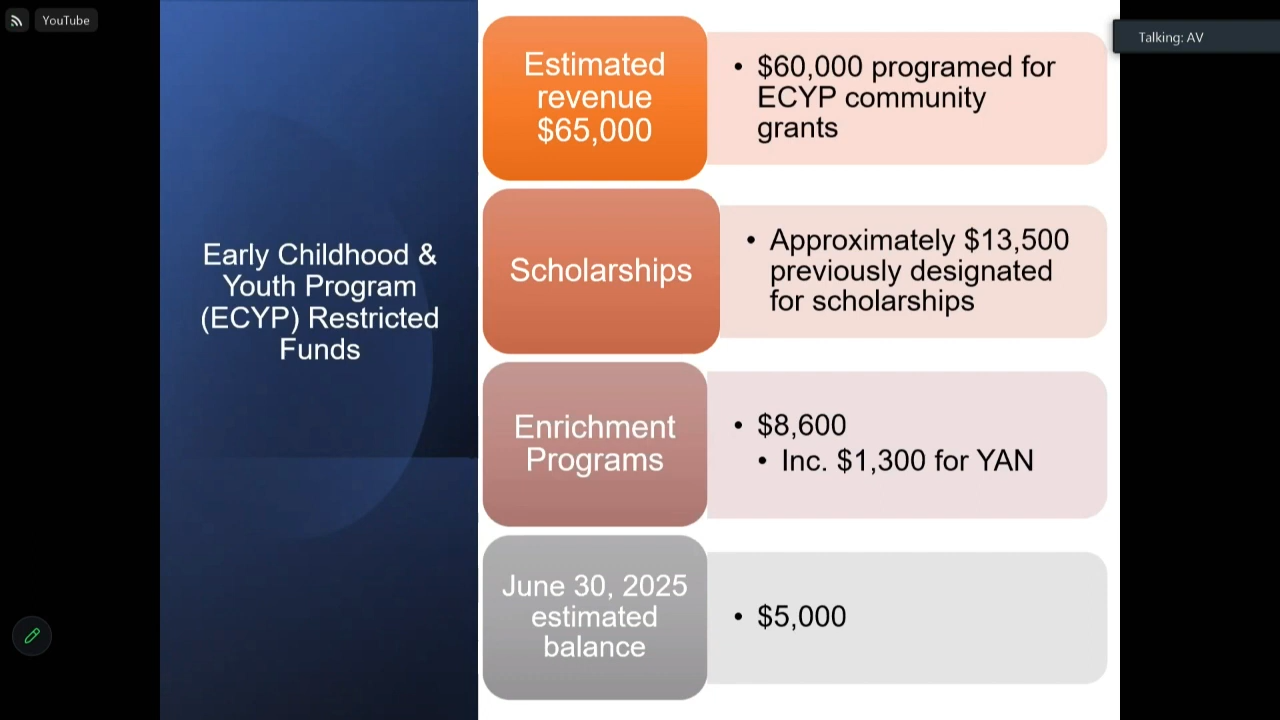 YouTube
Talking: AV
Early Childhood &
Youth Program
(ECYP) Restricted
Funds
Estimated
revenue
$65,000
• $60,000 programed for
ECYP community
grants
Scholarships
• Approximately $13,500
previously designated
for scholarships
Enrichment
Programs
• $8,600
• Inc. $1,300 for YAN
June 30, 2025
estimated
balance
• $5,000